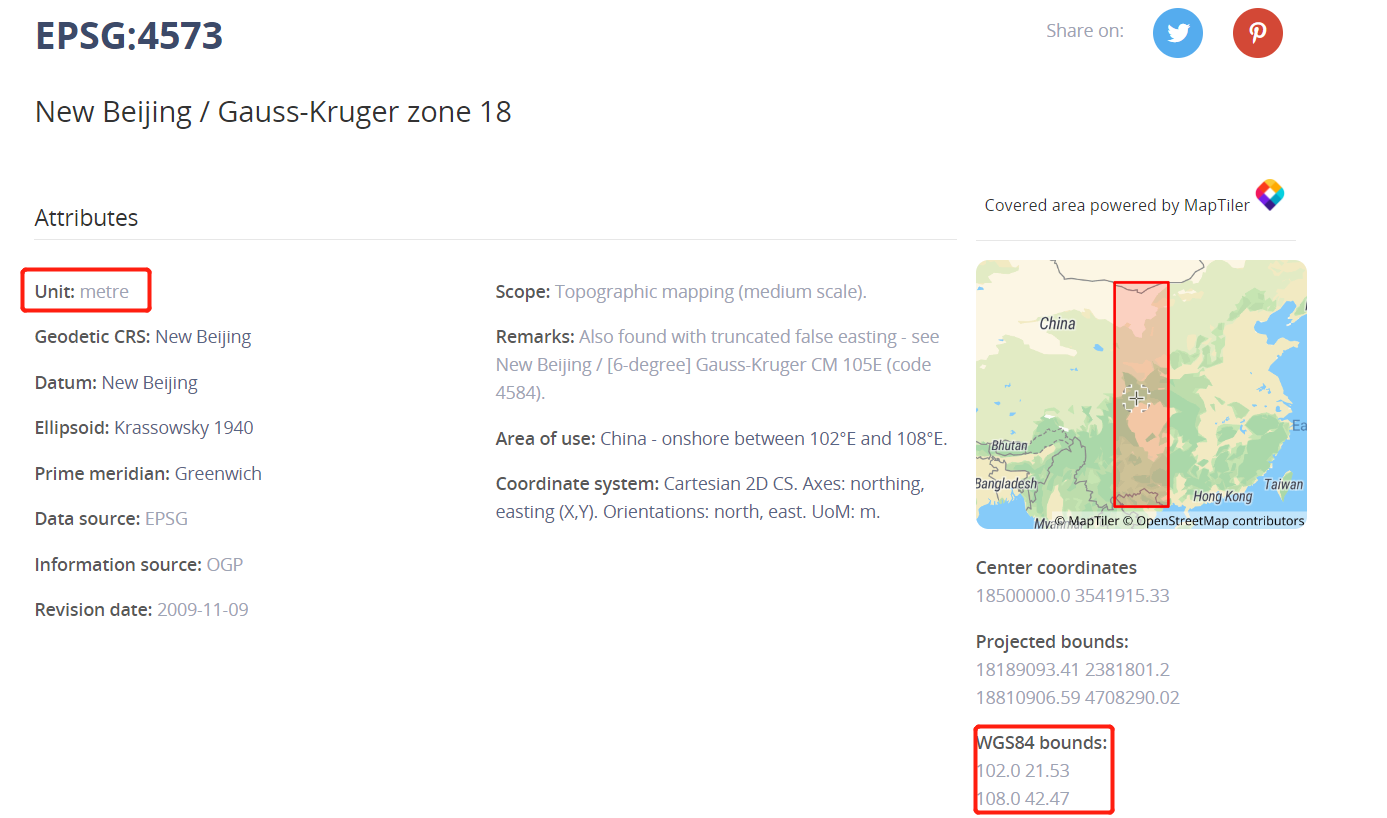 EPSG:4573
Share on:
New Beijing / Gauss-Kruger zone 18
Attributes
Unit: metre
Geodetic CRS: New Beijing
Datum: New Beijing
Ellipsoid: Krassowsky 1940
Prime meridian: Greenwich
Data source: EPSG
Information source: OGP
Revision date: 2009-11-09
Scope: Topographic mapping (medium scale).
Remarks: Also found with truncated false easting - see
New Beijing / [6-degree] Gauss-Kruger CM 105E (code
4584).
Area of use: China - onshore between 102°E and 108°E.
Coordinate system: Cartesian 2D CS. Axes: northing,
easting (X,Y). Orientations: north, east. UoM: m.
Covered area powered by MapTiler
China
Ea
Bhutan
Bangladesh
Taiwan
Hong Kong
© MapTiler © OpenStreetMap contributors
Center coordinates
18500000.0 3541915.33
Projected bounds:
18189093.41 2381801.2
18810906.59 4708290.02
WGS84 bounds:
102.0 21.53
108.0 42.47